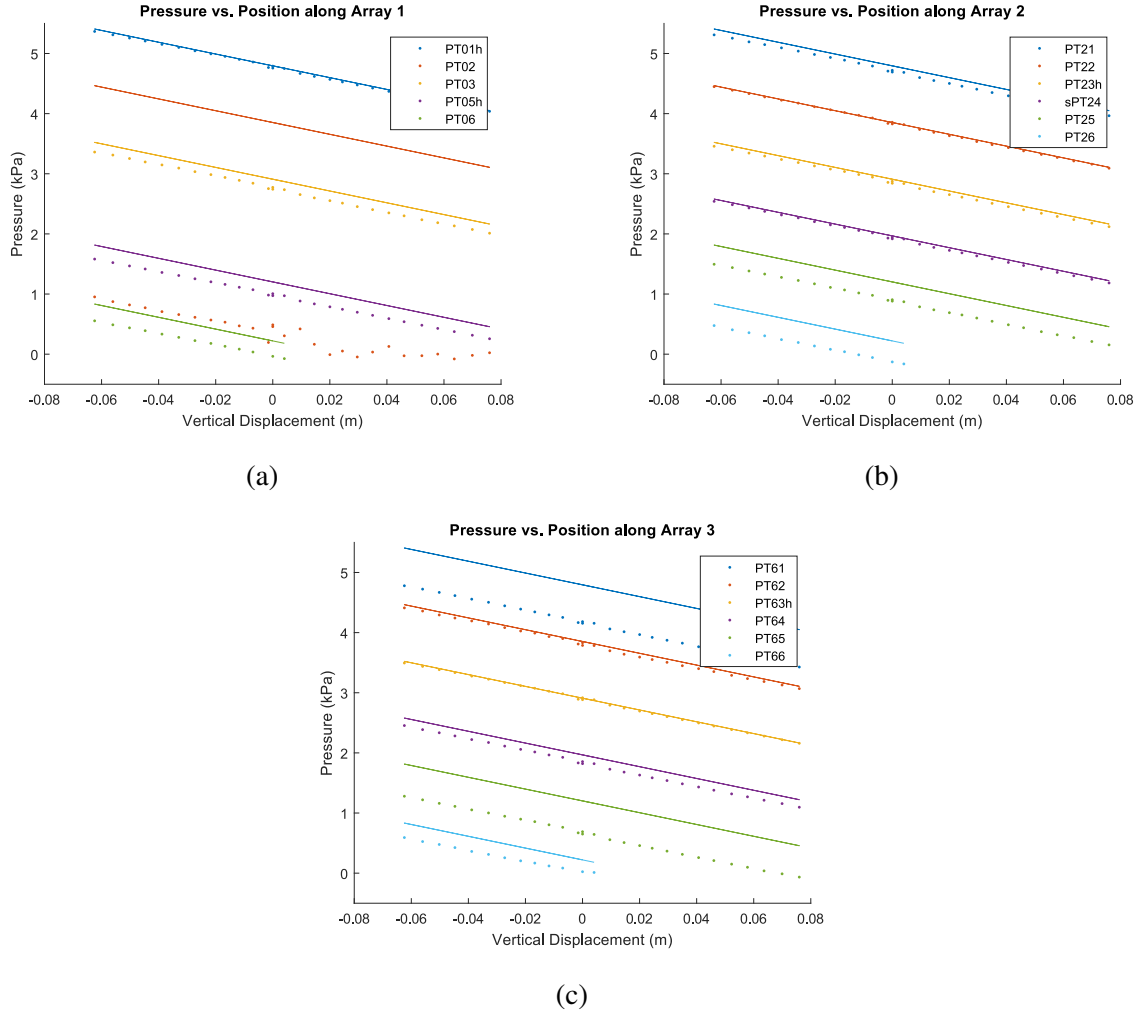 Pressure vs. Position along Array 1
Pressure (kPa)
5
4
3
2
1
0
-0.08 -0.06 -0.04 -0.02 0 0.02 0.04 0.06 0.08
Vertical Displacement (m)
PT01h
PT02
PT03
PT05h
PT06
(a)
Pressure vs. Position along Array 2
Pressure (kPa)
5
4
3
2
1
0
-0.08 -0.06 -0.04 -0.02 0 0.02 0.04 0.06 0.08
Vertical Displacement (m)
PT21
PT22
PT23h
sPT24
PT25
PT26
(b)
Pressure vs. Position along Array 3
Pressure (kPa)
5
4
3
2
1
0
-0.08 -0.06 -0.04 -0.02 0 0.02 0.04 0.06 0.08
Vertical Displacement (m)
PT61
PT62
PT63h
PT64
PT65
PT66
(c)